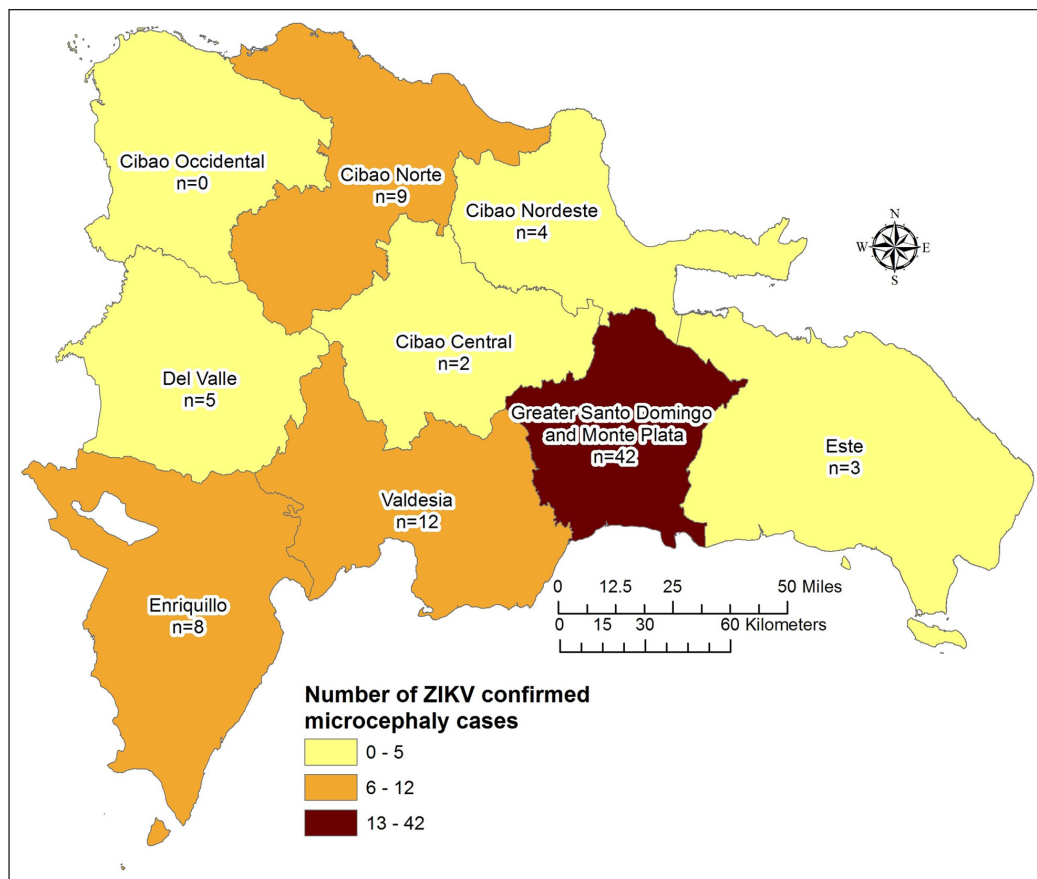 Cibao Occidental
n=0
Cibao Norte
n=9
Cibao Nordeste
n=4
N
W
E
S
Cibao Central
n=2
Del Valle
n=5
Greater Santo Domingo
and Monte Plata
n=42
Este
n=3
Valdesia
n=12
Enriquillo
n=8
0 12.5 25 50 Miles
0 15 30 60 Kilometers
Number of ZIKV confirmed
microcephaly cases
0 - 5
6 - 12
13 - 42